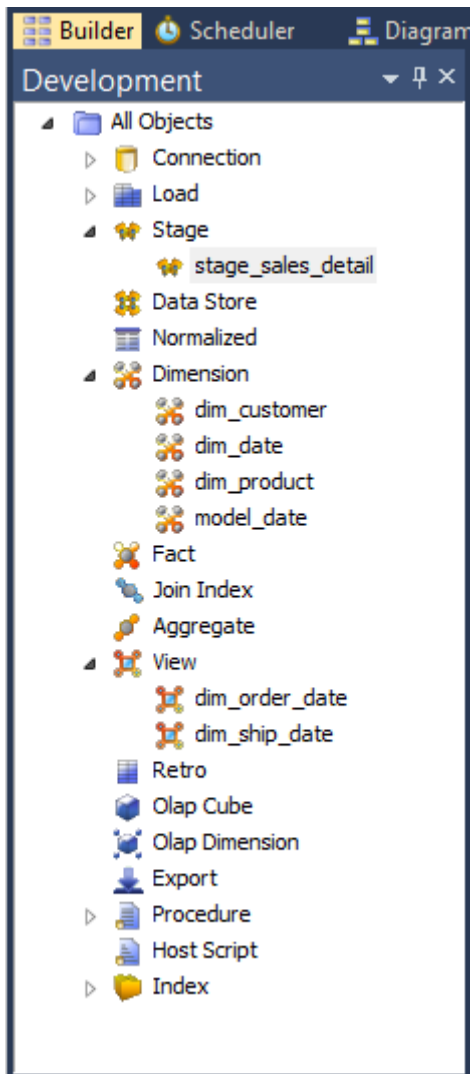 Builder Scheduler Diagram
Development
All Objects
Connection
Load
Stage
stage_sales_detail
Data Store
Normalized
Dimension
dim_customer
dim_date
dim_product
model_date
Fact
Join Index
Aggregate
View
dim_order_date
dim_ship_date
Retro
Olap Cube
Olap Dimension
Export
Procedure
Host Script
Index